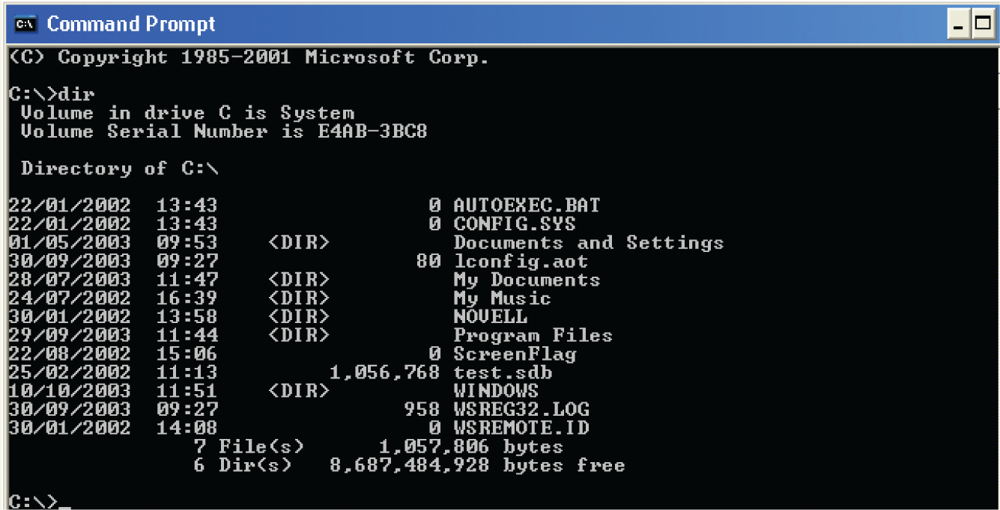 C:\ Command Prompt
(C) Copyright 1985-2001 Microsoft Corp.
C:\>dir
 Volume in drive C is System
 Volume Serial Number is E4AB-3BC8
 Directory of C:\
22/01/2002  13:43                 0 AUTOEXEC.BAT
22/01/2002  13:43                 0 CONFIG.SYS
01/05/2003  09:53    <DIR>          Documents and Settings
30/09/2003  09:27                80 lconfig.aot
28/07/2003  11:47    <DIR>          My Documents
24/07/2002  16:39    <DIR>          My Music
30/01/2002  13:58    <DIR>          NOVELL
29/09/2003  11:44    <DIR>          Program Files
22/08/2002  15:06                 0 ScreenFlag
25/02/2002  11:13         1,056,768 test.sdb
10/10/2003  11:51    <DIR>          WINDOWS
30/09/2003  09:27               958 WSREG32.LOG
30/01/2002  14:08                 0 WSREMOTE.ID
               7 File(s)      1,057,806 bytes
               6 Dir(s)   8,687,484,928 bytes free
C:\>_